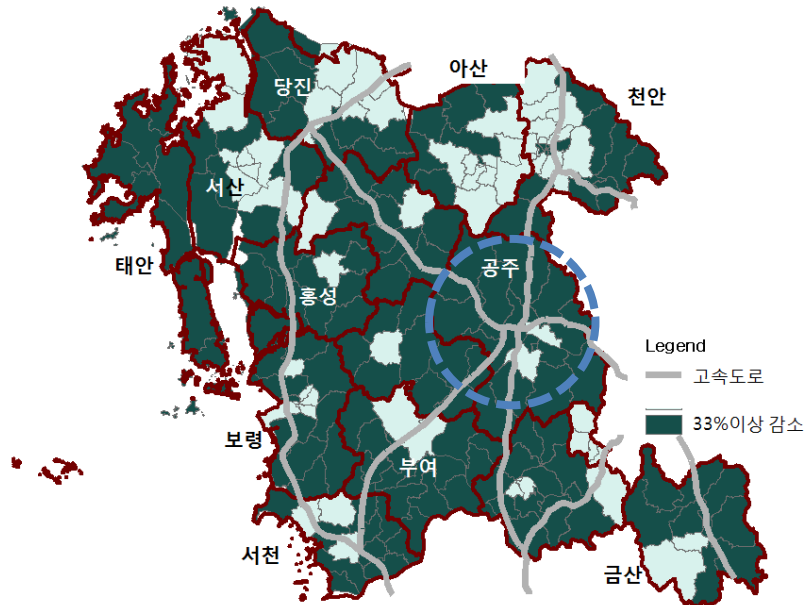 아산
당진
천안
서산
태안
공주
홍성
Legend
고속도로
33%이상 감소
보령
부여
서천
금산